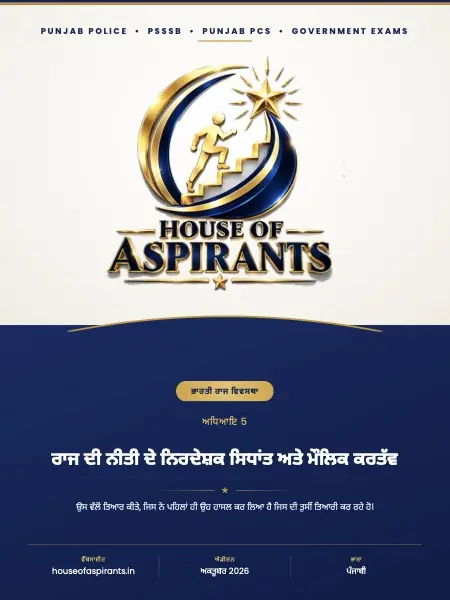 PUNJAB POLICE • PSSSB • PUNJAB PCS • GOVERNMENT EXAMS
HOUSE OF
ASPIRANTS
ਭਾਰਤੀ ਰਾਜ ਵਿਵਸਥਾ
ਅਧਿਆਇ 5
ਰਾਜ ਦੀ ਨੀਤੀ ਦੇ ਨਿਰਦੇਸ਼ਕ ਸਿਧਾਂਤ ਅਤੇ ਮੌਲਿਕ ਕਰਤੱਵ
ਉਸ ਵੱਲੋਂ ਤਿਆਰ ਕੀਤੇ, ਜਿਸ ਨੇ ਪਹਿਲਾਂ ਹੀ ਉਹ ਹਾਸਲ ਕਰ ਲਿਆ ਹੈ ਜਿਸ ਦੀ ਤੁਸੀਂ ਤਿਆਰੀ ਕਰ ਰਹੇ ਹੋ।
ਵੈੱਬਸਾਈਟ
houseofaspirants.in
ਐਡੀਸ਼ਨ
ਅਕਤੂਬਰ 2026
ਭਾਸ਼ਾ
ਪੰਜਾਬੀ